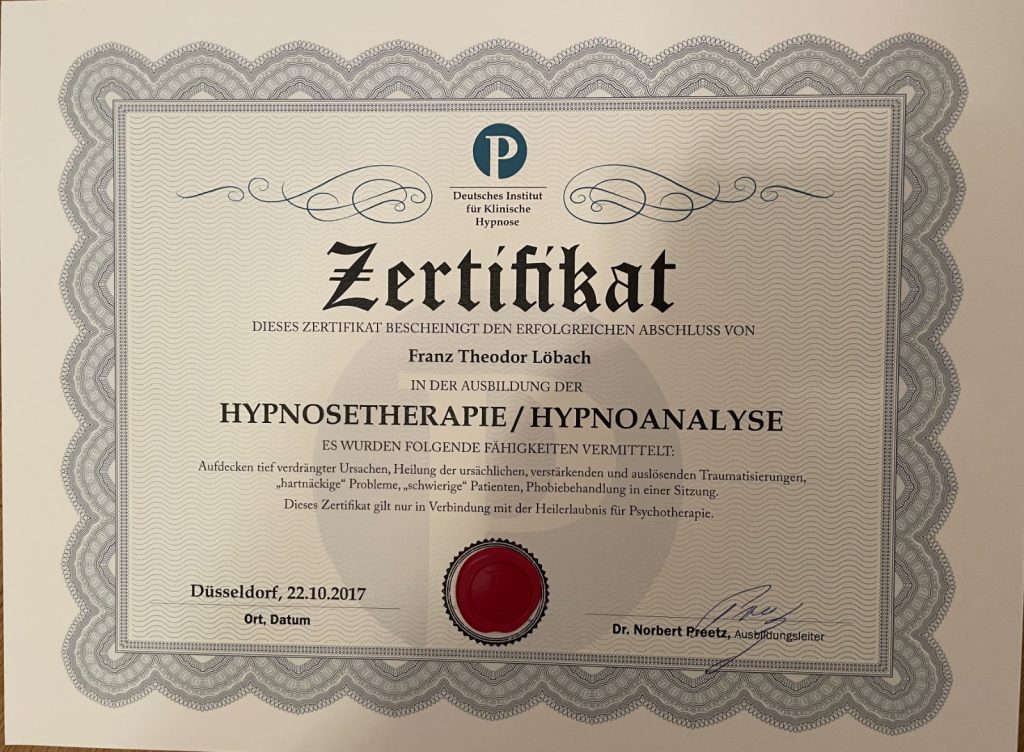 P
Deutsches Institut
für Klinische
Hypnose
Zertifikat
DIESES ZERTIFIKAT BESCHEINIGT DEN ERFOLGREICHEN ABSCHLUSS VON
Franz Theodor Löbach
IN DER AUSBILDUNG DER
HYPNOSETHERAPIE / HYPNOANALYSE
ES WURDEN FOLGENDE FÄHIGKEITEN VERMITTELT:
Aufdecken tief verdrängter Ursachen, Heilung der ursächlichen, verstärkenden und auslösenden Traumatisierungen,
„hartnäckige“ Probleme, „schwierige“ Patienten, Phobiebehandlung in einer Sitzung.
Dieses Zertifikat gilt nur in Verbindung mit der Heilerlaubnis für Psychotherapie.
Düsseldorf, 22.10.2017
Ort, Datum
Dr. Norbert Preetz, Ausbildungsleiter